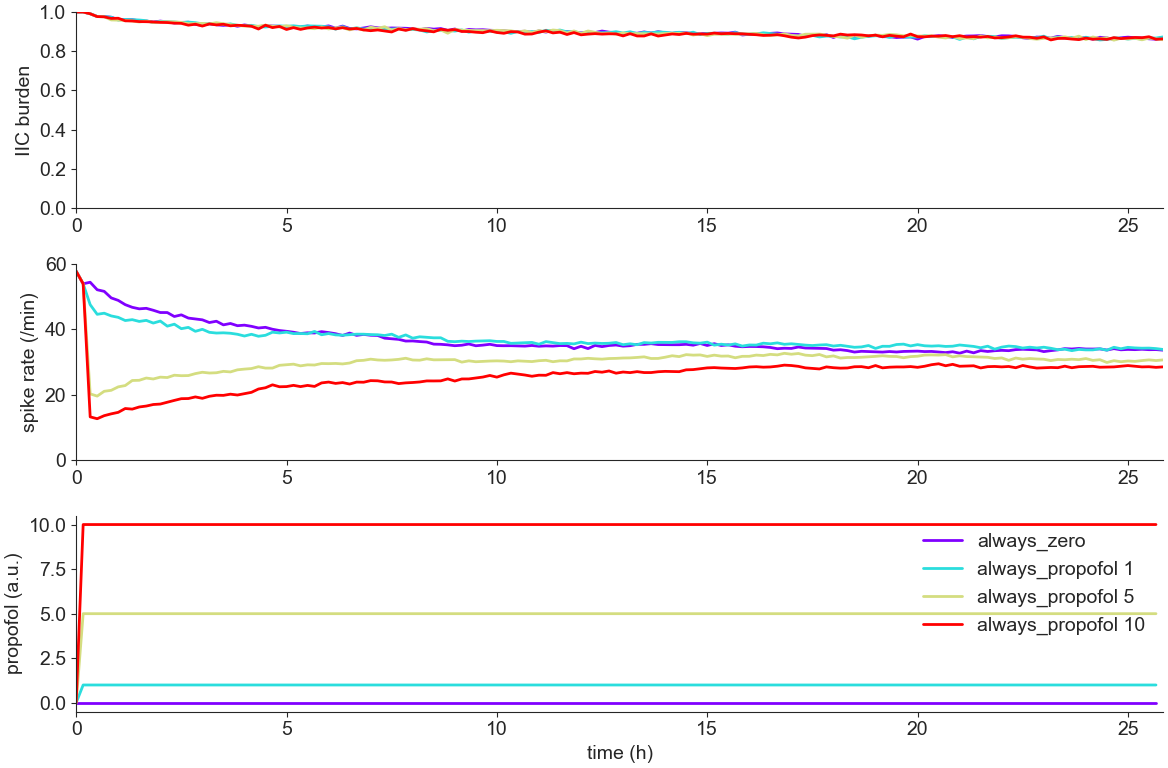 1.0
0.8
0.6
0.4
0.2
0.0
IIC burden
0 5 10 15 20 25
60
40
20
0
spike rate (/min)
0 5 10 15 20 25
10.0
7.5
5.0
2.5
0.0
propofol (a.u.)
always_zero
always_propofol 1
always_propofol 5
always_propofol 10
0 5 10 15 20 25
time (h)